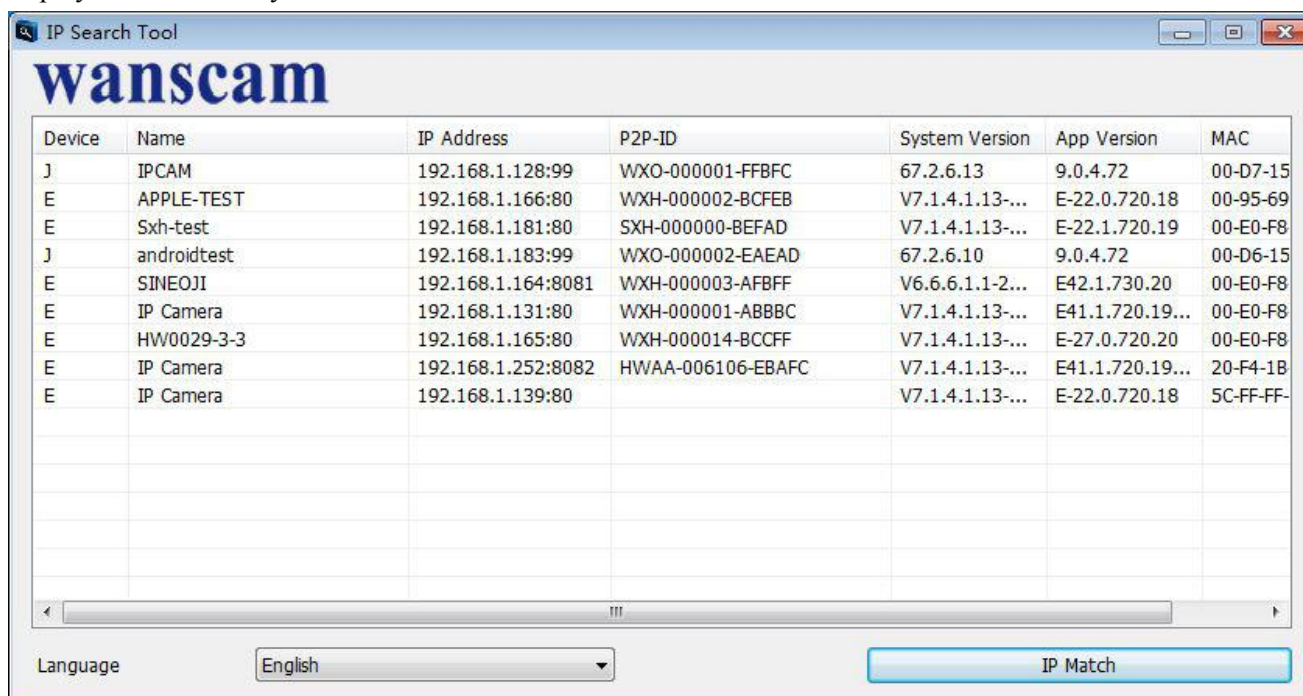 IP Search Tool
wanscam
Device Name IP Address P2P-ID System Version App Version MAC
J IPCAM 192.168.1.128:99 WXO-000001-FFBFC 67.2.6.13 9.0.4.72 00-D7-15
E APPLE-TEST 192.168.1.166:80 WXH-000002-BCFEB V7.1.4.1.13-... E-22.0.720.18 00-95-69
E Sxh-test 192.168.1.181:80 SXH-000000-BEFAD V7.1.4.1.13-... E-22.1.720.19 00-E0-F8
J androidtest 192.168.1.183:99 WXO-000002-EAEAD 67.2.6.10 9.0.4.72 00-D6-15
E SINEOJI 192.168.1.164:8081 WXH-000003-AFBFF V6.6.6.1.1-2... E42.1.730.20 00-E0-F8
E IP Camera 192.168.1.131:80 WXH-000001-ABBBC V7.1.4.1.13-... E41.1.720.19... 00-E0-F8
E HW0029-3-3 192.168.1.165:80 WXH-000014-BCCFF V7.1.4.1.13-... E-27.0.720.20 00-E0-F8
E IP Camera 192.168.1.252:8082 HWAA-006106-EBAFC V7.1.4.1.13-... E41.1.720.19... 20-F4-1B
E IP Camera 192.168.1.139:80 V7.1.4.1.13-... E-22.0.720.18 5C-FF-FF-
Language English IP Match